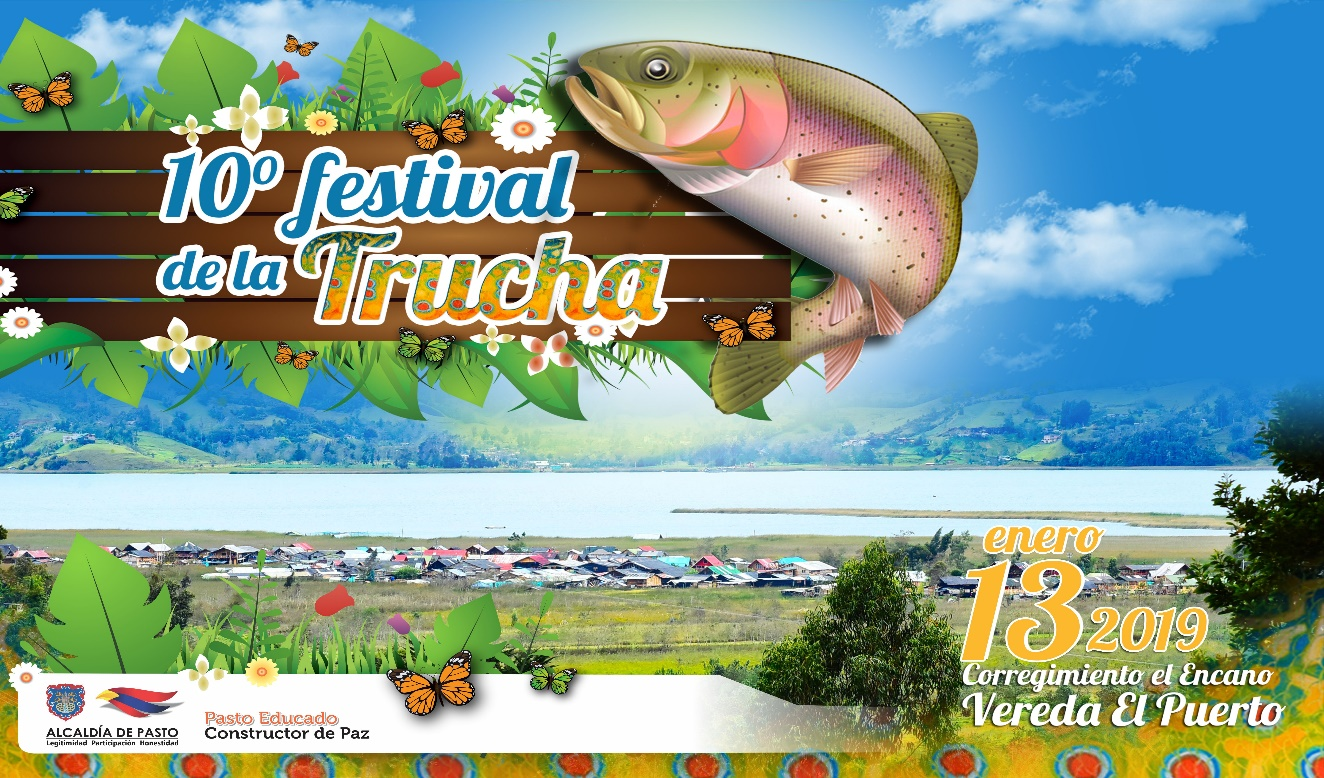 10º festival
de la Trucha
enero
13 2019
Corregimiento el Encano
Vereda El Puerto
ALCALDÍA DE PASTO
Legitimidad Participación Honestidad
Pasto Educado
Constructor de Paz